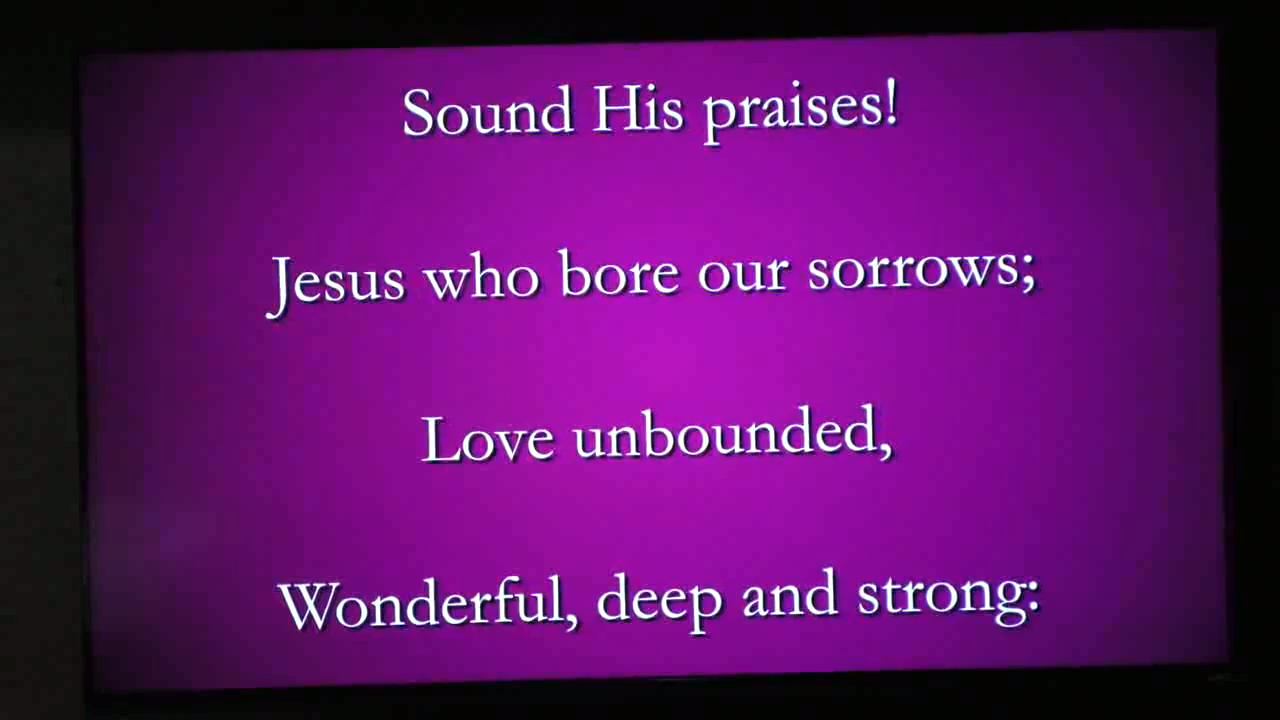 Sound His praises!
Jesus who bore our sorrows;
Love unbounded,
Wonderful, deep and strong: